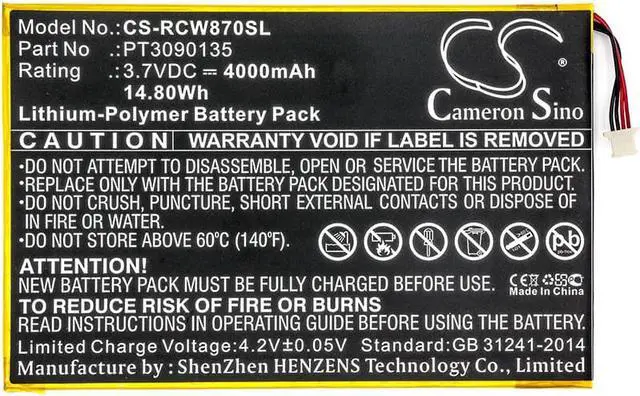 Model No.: CS-RCW870SL
Part No : PT3090135
Rating : 3.7VDC ⎓ 4000mAh
14.80Wh
Lithium-Polymer Battery Pack
CS
Cameron Sino
CAUTION WARRANTY VOID IF LABEL IS REMOVED
•DO NOT ATTEMPT TO DISASSEMBLE, OPEN OR SERVICE THE BATTERY PACK.
•REPLACE WITH THE BATTERY PACK DESIGNATED FOR THIS PRODUCT.
•DO NOT CRUSH, PUNCTURE, SHORT EXTERNAL CONTACTS OR DISPOSE OF
IN FIRE OR WATER.
•DO NOT STORE ABOVE 60°C (140°F).
ATTENTION!
NEW BATTERY PACK MUST BE FULLY CHARGED BEFORE INITIAL USE.
TO REDUCE RISK OF FIRE OR BURNS
READ INSTRUCTIONS IN OPERATING GUIDE BEFORE USING THIS BATTERY.
Pb
CE
Made In China
Limited Charge Voltage:4.2V±0.05V Standard:GB 31241-2014
Manufacture by : ShenZhen HENZENS Technology Co., Limited